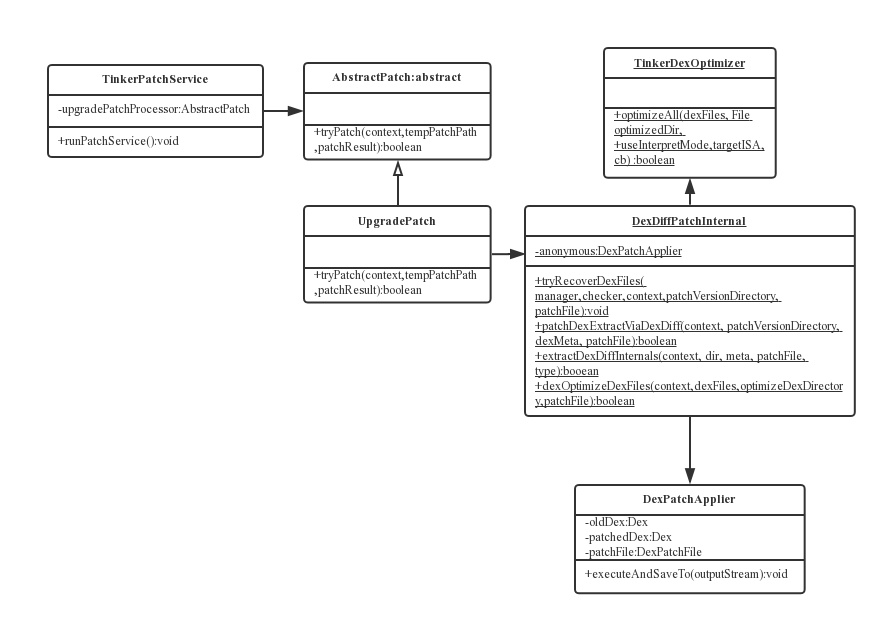 TinkerPatchService
-upgradePatchProcessor:AbstractPatch
+runPatchService():void
AbstractPatch:abstract
+tryPatch(context,tempPatchPath
,patchResult):boolean
TinkerDexOptimizer
+optimizeAll(dexFiles, File
optimizedDir,
+useInterpretMode,targetISA,
cb) :boolean
UpgradePatch
+tryPatch(context,tempPatchPath
,patchResult):boolean
DexDiffPatchInternal
-anonymous:DexPatchApplier
+tryRecoverDexFiles(
manager,checker,context,patchVersionDirectory,
patchFile):void
+patchDexExtractViaDexDiff(context, patchVersionDirectory,
dexMeta, patchFile):boolean
+extractDexDiffInternals(context, dir, meta, patchFile,
type):booean
+dexOptimizeDexFiles(context,dexFiles,optimizeDexDirector
y,patchFile):boolean
DexPatchApplier
-oldDex:Dex
-patchedDex:Dex
-patchFile:DexPatchFile
+executeAndSaveTo(outputStream):void